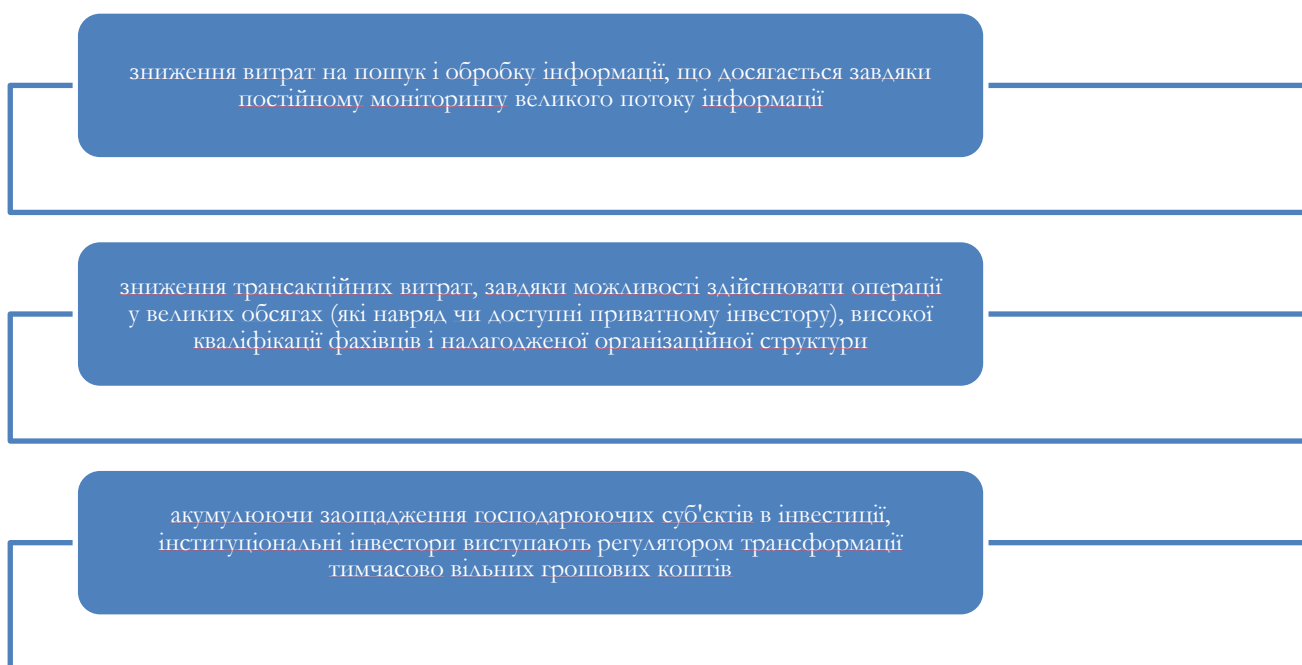 зниження витрат на пошук і обробку інформації, що досягається завдяки
постійному моніторингу великого потоку інформації
зниження трансакційних витрат, завдяки можливості здійснювати операції
у великих обсягах (які навряд чи доступні приватному інвестору), високої
кваліфікації фахівців і налагодженої організаційної структури
акумулюючи заощадження господарюючих суб'єктів в інвестиції,
інституціональні інвестори виступають регулятором трансформації
тимчасово вільних грошових коштів